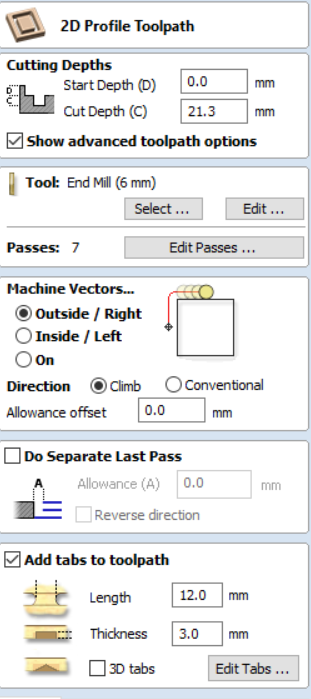 2D Profile Toolpath
Cutting Depths
D
C
Start Depth (D) 0.0 mm
Cut Depth (C) 21.3 mm
Show advanced toolpath options
Tool: End Mill (6 mm)
Select ... Edit ...
Passes: 7 Edit Passes ...
Machine Vectors...
Outside / Right
Inside / Left
On
Direction Climb Conventional
Allowance offset 0.0 mm
Do Separate Last Pass
A Allowance (A) 0.0 mm
Reverse direction
Add tabs to toolpath
Length 12.0 mm
Thickness 3.0 mm
3D tabs Edit Tabs ...